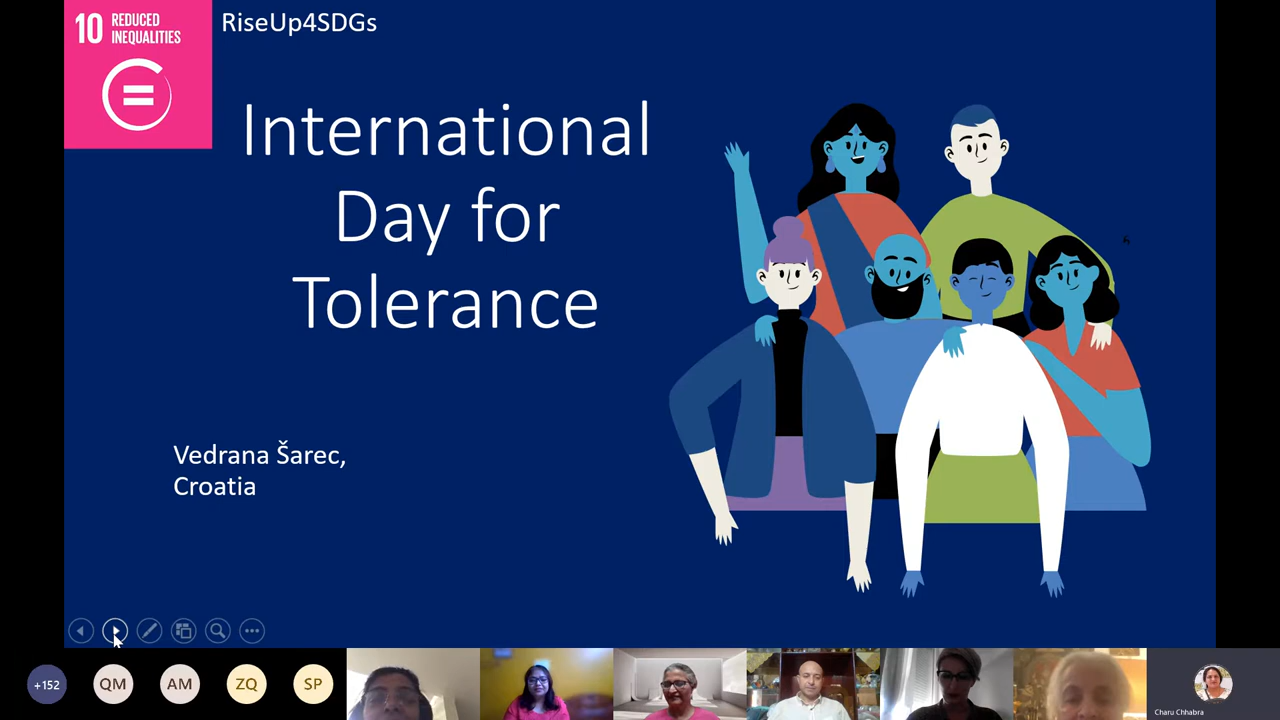 10 REDUCED
INEQUALITIES
RiseUp4SDGs
International
Day for
Tolerance
Vedrana Šarec,
Croatia
+152
QM
AM
ZQ
SP
Charu Chhabra